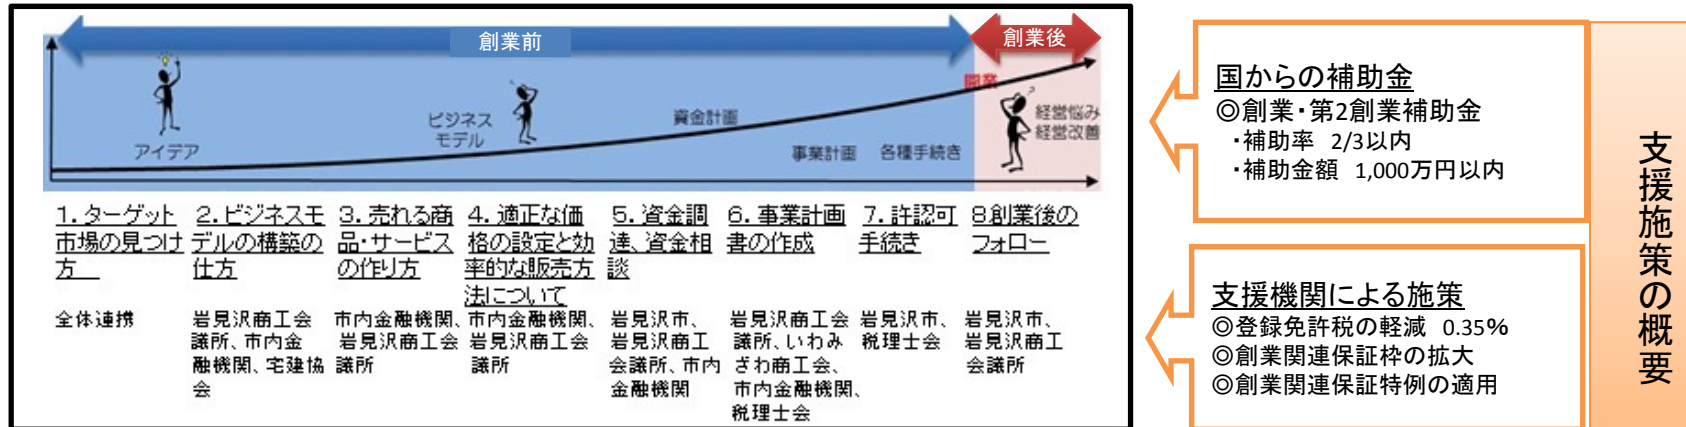 創業前
創業後
開業
アイデア
ビジネス
モデル
資金計画
事業計画
各種手続き
経営悩み
経営改善
1.ターゲット
市場の見つけ
方
全体連携
2.ビジネスモ
デルの構築の
仕方
岩見沢商工会
議所、市内金
融機関、宅建協
会
3.売れる商
品・サービス
の作り方
市内金融機関、
岩見沢商工会
議所
4.適正な価
格の設定と効
率的な販売方
法について
市内金融機関、
岩見沢商工会
議所
5.資金調
達、資金相
談
岩見沢市、
岩見沢商工
会議所、市内
金融機関
6.事業計画
書の作成
岩見沢商工会
議所、いわみ
ざわ商工会、
市内金融機関、
税理士会
7.許認可
手続き
岩見沢市、
税理士会
8創業後の
フォロー
岩見沢市、
岩見沢商工
会議所
国からの補助金
◎創業・第2創業補助金
・補助率 2/3以内
・補助金額 1,000万円以内
支援機関による施策
◎登録免許税の軽減 0.35%
◎創業関連保証枠の拡大
◎創業関連保証特例の適用
支援施策の概要